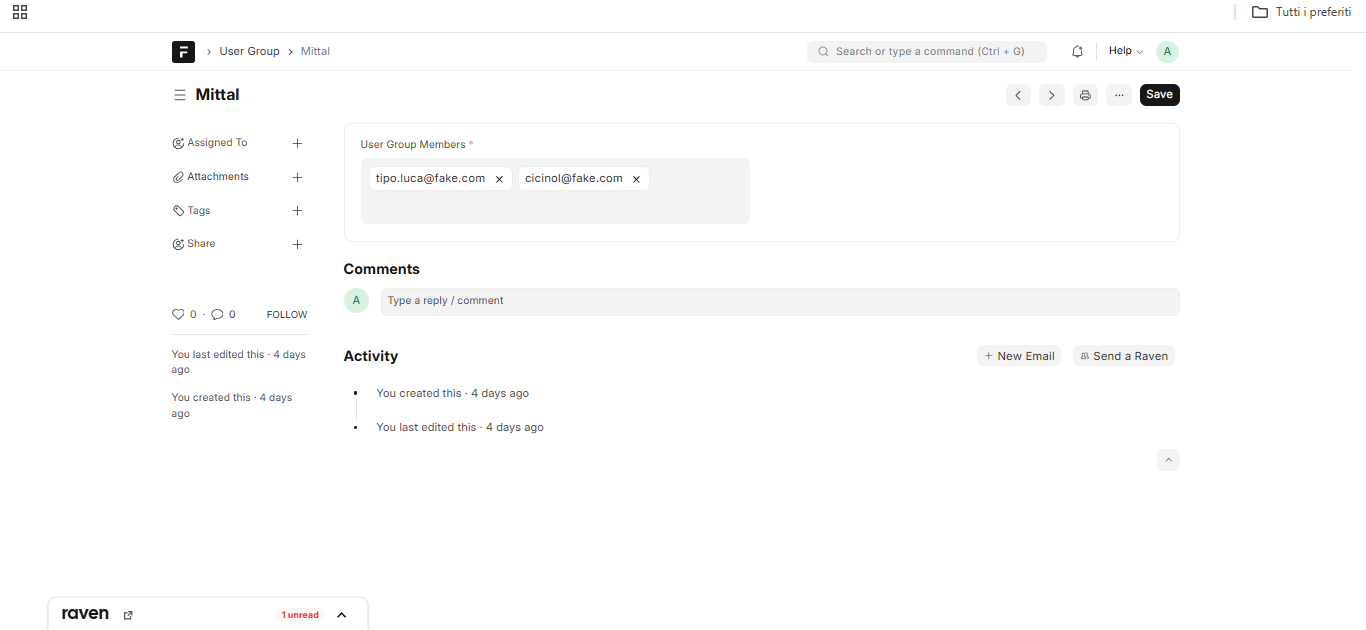 Tutti i preferiti
F › User Group › Mittal
Search or type a command (Ctrl + G)
Help
A
Mittal
Save
Assigned To
Attachments
Tags
Share
0 · 0 FOLLOW
You last edited this · 4 days
ago
You created this · 4 days
ago
User Group Members *
tipo.luca@fake.com × cicinol@fake.com ×
Comments
A
Type a reply / comment
Activity
+ New Email
Send a Raven
You created this · 4 days ago
You last edited this · 4 days ago
raven
1 unread